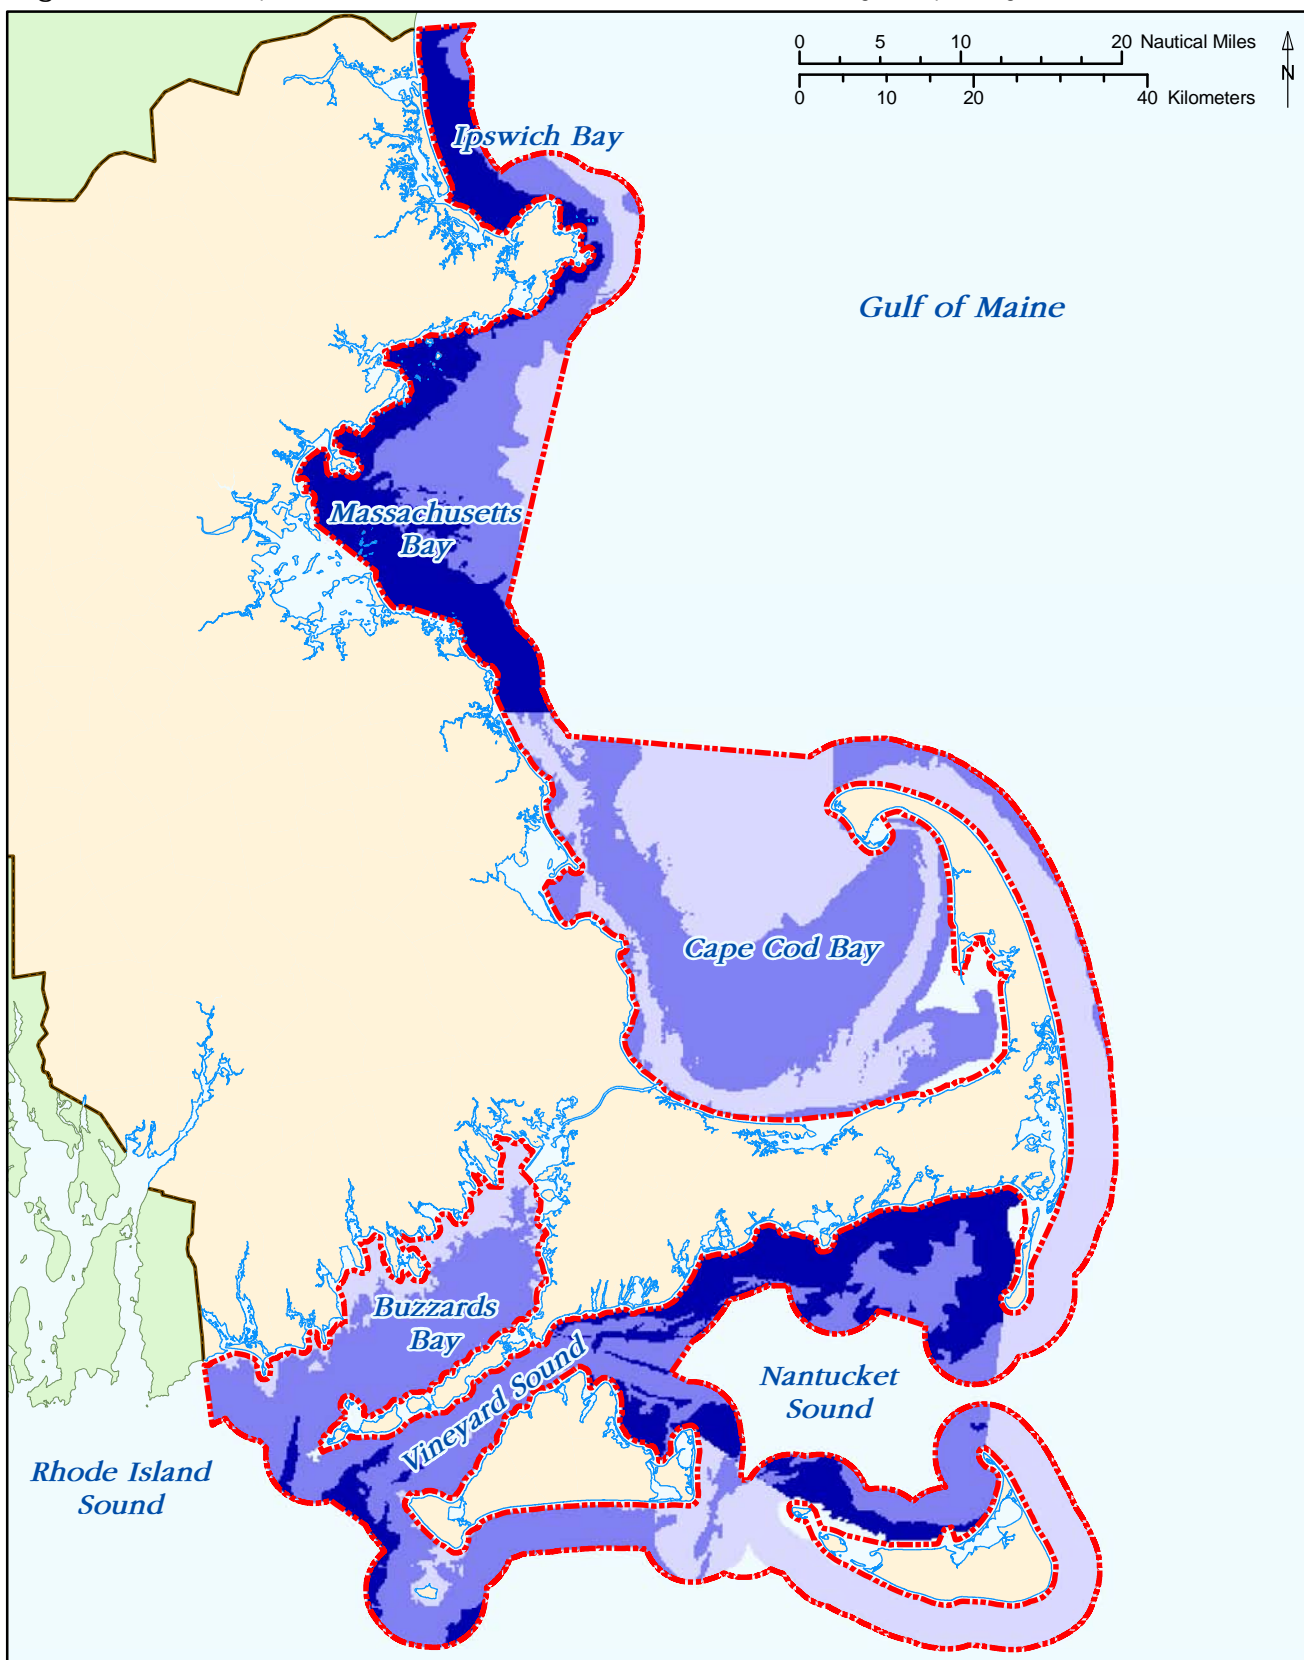 0 5 10 20 Nautical Miles
0 10 20 40 Kilometers
N
Ipswich Bay
Gulf of Maine
Massachusetts
Bay
Cape Cod Bay
Buzzards
Bay
Vineyard Sound
Nantucket
Sound
Rhode Island
Sound